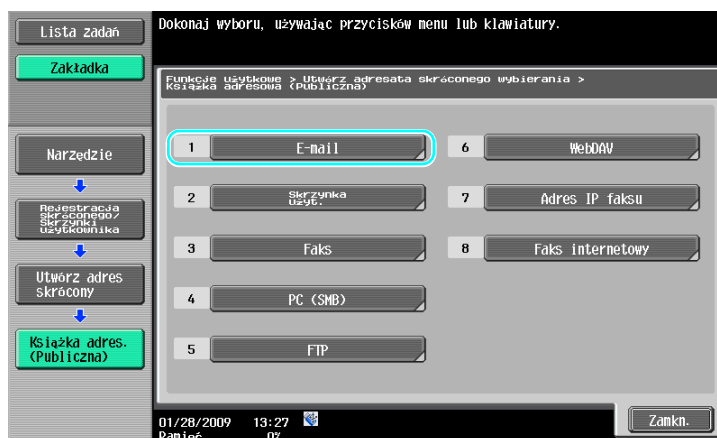 Lista zadań
Dokonaj wyboru, używając przycisków menu lub klawiatury.
Zakładka
Funkcje użytkowe > Utwórz adresata skróconego wybierania >
Książka adresowa (Publiczna)
1 E-mail
6 WebDAV
Narzędzie
2 Skrzynka
użyt.
7 Adres IP faksu
Rejestracja
skróconego/
Skrzynki
użytkownika
3 Faks
8 Faks internetowy
Utwórz adres
skrócony
4 PC (SMB)
Książka adres.
(Publiczna)
5 FTP
01/28/2009 13:27
Pamięć 0%
Zamkn.